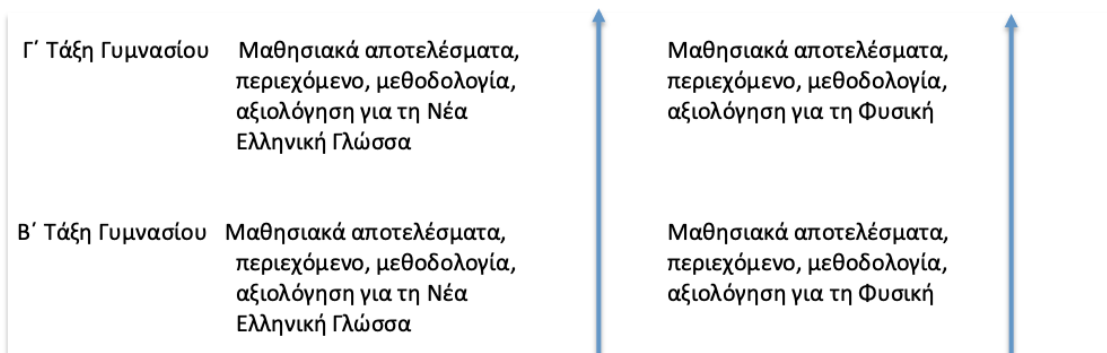 Γ΄ Τάξη Γυμνασίου Μαθησιακά αποτελέσματα, Μαθησιακά αποτελέσματα,
περιεχόμενο, μεθοδολογία, περιεχόμενο, μεθοδολογία,
αξιολόγηση για τη Νέα αξιολόγηση για τη Φυσική
Ελληνική Γλώσσα
Β΄ Τάξη Γυμνασίου Μαθησιακά αποτελέσματα, Μαθησιακά αποτελέσματα,
περιεχόμενο, μεθοδολογία, περιεχόμενο, μεθοδολογία,
αξιολόγηση για τη Νέα αξιολόγηση για τη Φυσική
Ελληνική Γλώσσα